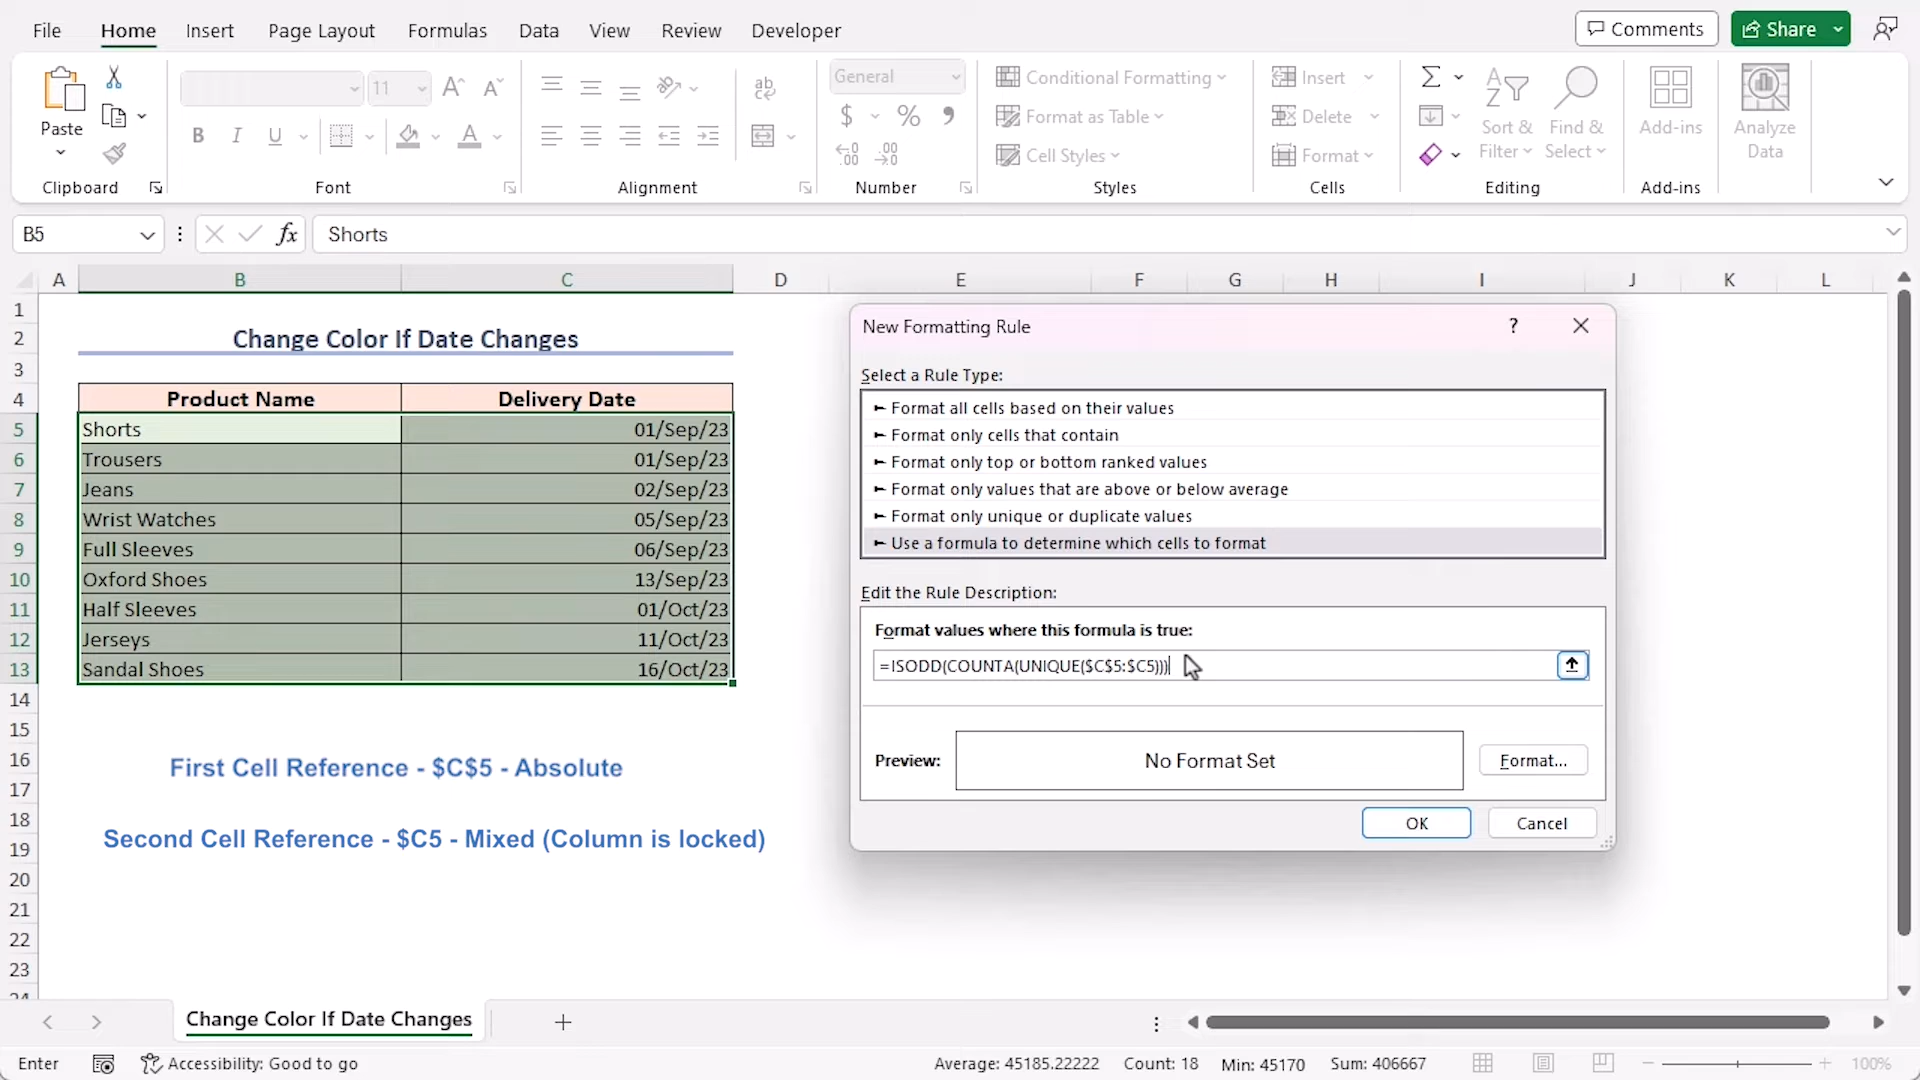 File Home Insert Page Layout Formulas Data View Review Developer Comments Share
Paste
11
B I U
ab
General
$ % 9
Conditional Formatting
Format as Table
Cell Styles
Insert
Delete
Format
Sort & Filter
Find & Select
Add-ins
Analyze Data
Clipboard Font Alignment Number Styles Cells Editing Add-ins
B5 fx Shorts
A B C D E F G H I J K L
1
2 Change Color If Date Changes
3
4 Product Name Delivery Date
5 Shorts 01/Sep/23
6 Trousers 01/Sep/23
7 Jeans 02/Sep/23
8 Wrist Watches 05/Sep/23
9 Full Sleeves 06/Sep/23
10 Oxford Shoes 13/Sep/23
11 Half Sleeves 01/Oct/23
12 Jerseys 11/Oct/23
13 Sandal Shoes 16/Oct/23
14
15
16 First Cell Reference - $C$5 - Absolute
17
18
19 Second Cell Reference - $C5 - Mixed (Column is locked)
20
21
22
23
24
New Formatting Rule ?
Select a Rule Type:
► Format all cells based on their values
► Format only cells that contain
► Format only top or bottom ranked values
► Format only values that are above or below average
► Format only unique or duplicate values
► Use a formula to determine which cells to format
Edit the Rule Description:
Format values where this formula is true:
=ISODD(COUNTA(UNIQUE($C$5:$C5)))
Preview: No Format Set Format...
OK Cancel
Change Color If Date Changes
Enter Accessibility: Good to go Average: 45185.22222 Count: 18 Min: 45170 Sum: 406667 100%